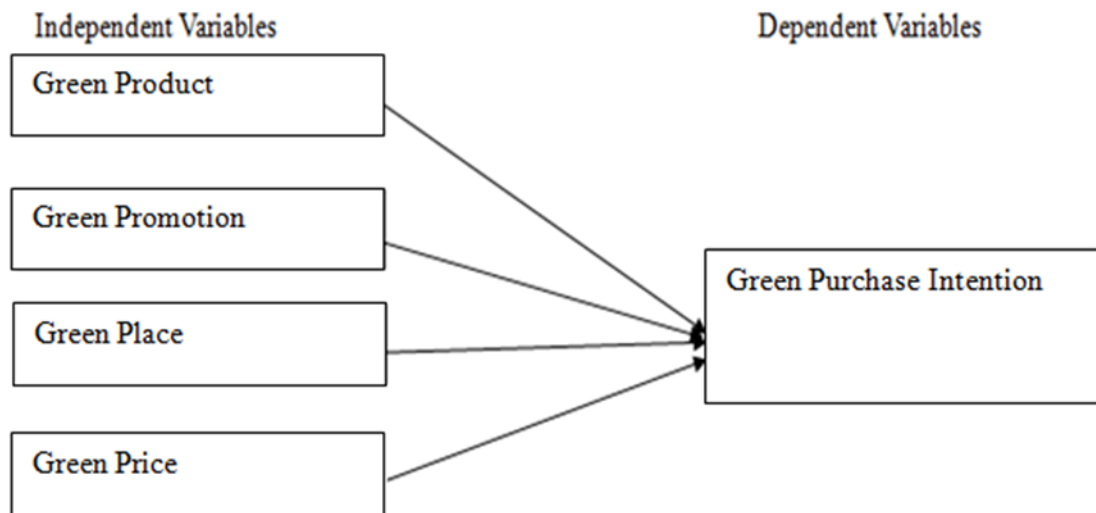 Independent Variables
Dependent Variables
Green Product
Green Promotion
Green Purchase Intention
Green Place
Green Price